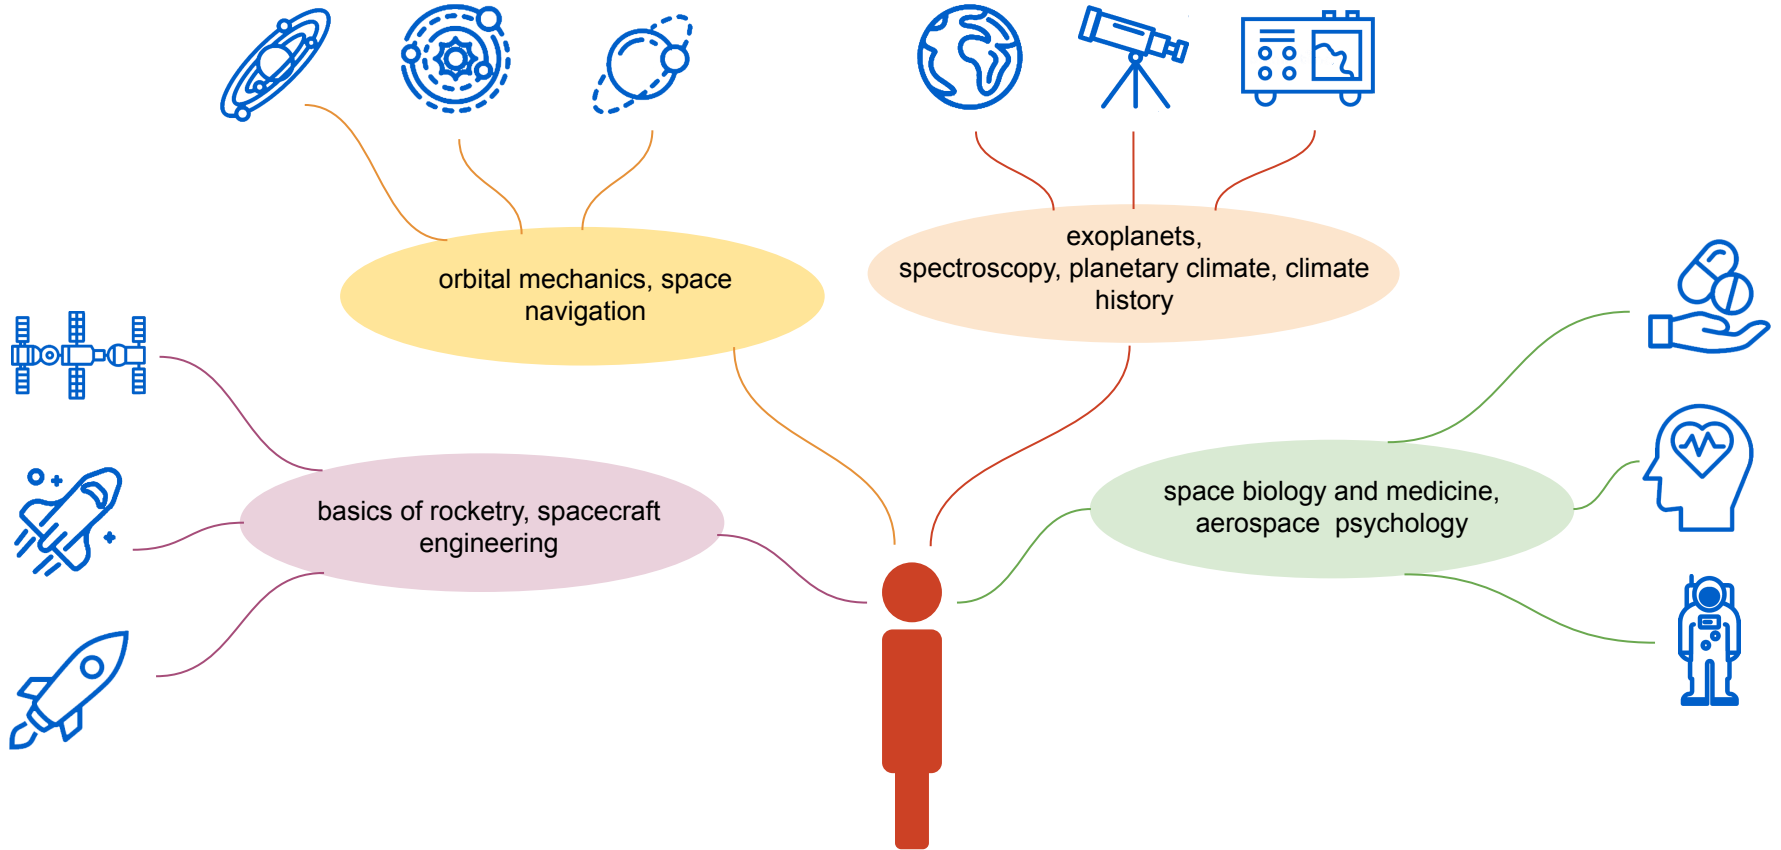 orbital mechanics, space
navigation
exoplanets,
spectroscopy, planetary climate, climate
history
basics of rocketry, spacecraft
engineering
space biology and medicine,
aerospace  psychology